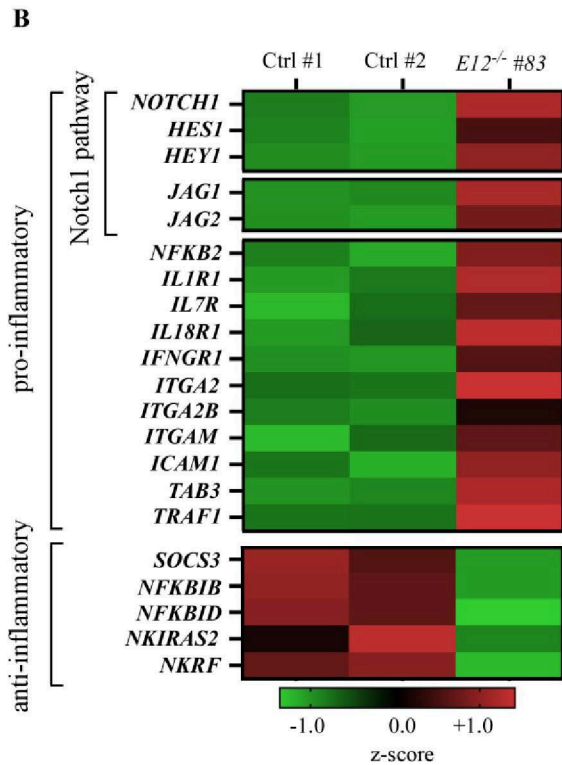 B
Ctrl #1 Ctrl #2 E12-/- #83
pro-inflammatory
Notch1 pathway
NOTCH1
HES1
HEY1
JAG1
JAG2
NFKB2
IL1R1
IL7R
IL18R1
IFNGR1
ITGA2
ITGA2B
ITGAM
ICAM1
TAB3
TRAF1
anti-inflammatory
SOCS3
NFKBIB
NFKBID
NKIRAS2
NKRF
-1.0 0.0 +1.0
z-score